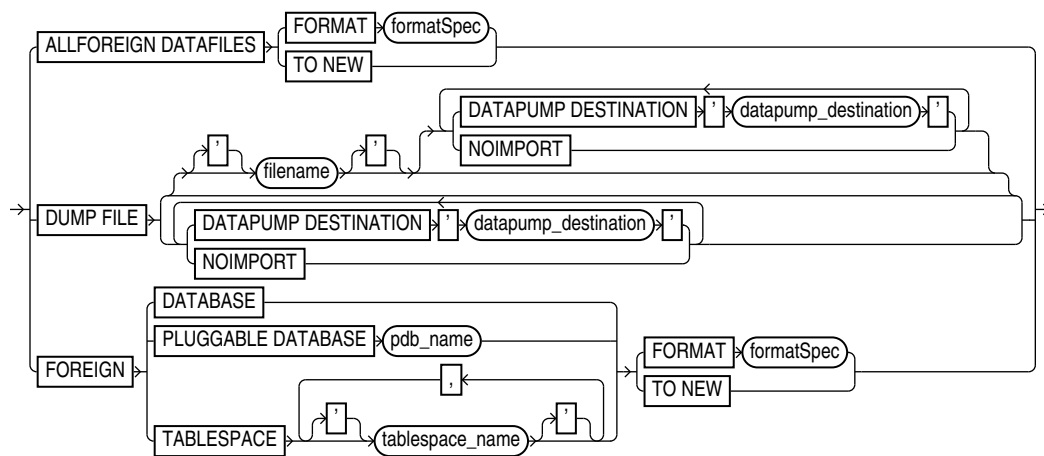 FORMAT formatSpec
ALLFOREIGN DATAFILES
TO NEW
DATAPUMP DESTINATION ' datapump_destination '
' ' NOIMPORT
filename
DUMP FILE
DATAPUMP DESTINATION ' datapump_destination '
NOIMPORT
DATABASE
PLUGGABLE DATABASE pdb_name
FORMAT formatSpec
FOREIGN , TO NEW
' '
TABLESPACE tablespace_name